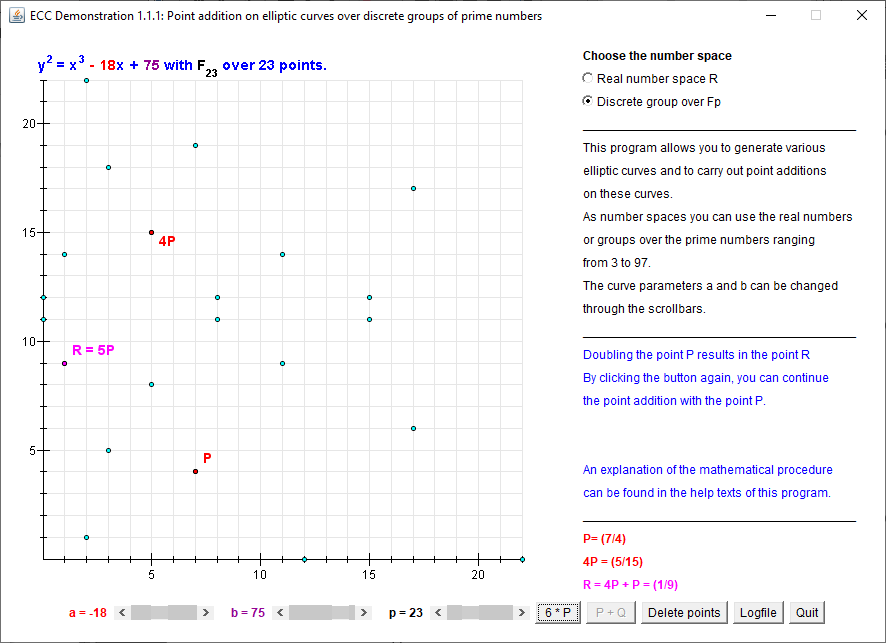 ECC Demonstration 1.1.1: Point addition on elliptic curves over discrete groups of prime numbers
y² = x³ - 18x + 75 with F₂₃ over 23 points.
20
15
10
5
5
10
15
20
4P
R = 5P
P
Choose the number space
Real number space R
Discrete group over Fp
This program allows you to generate various
elliptic curves and to carry out point additions
on these curves.
As number spaces you can use the real numbers
or groups over the prime numbers ranging
from 3 to 97.
The curve parameters a and b can be changed
through the scrollbars.
Doubling the point P results in the point R
By clicking the button again, you can continue
the point addition with the point P.
An explanation of the mathematical procedure
can be found in the help texts of this program.
P= (7/4)
4P = (5/15)
R = 4P + P = (1/9)
a = -18 b = 75 p = 23 6 * P P + Q Delete points Logfile Quit